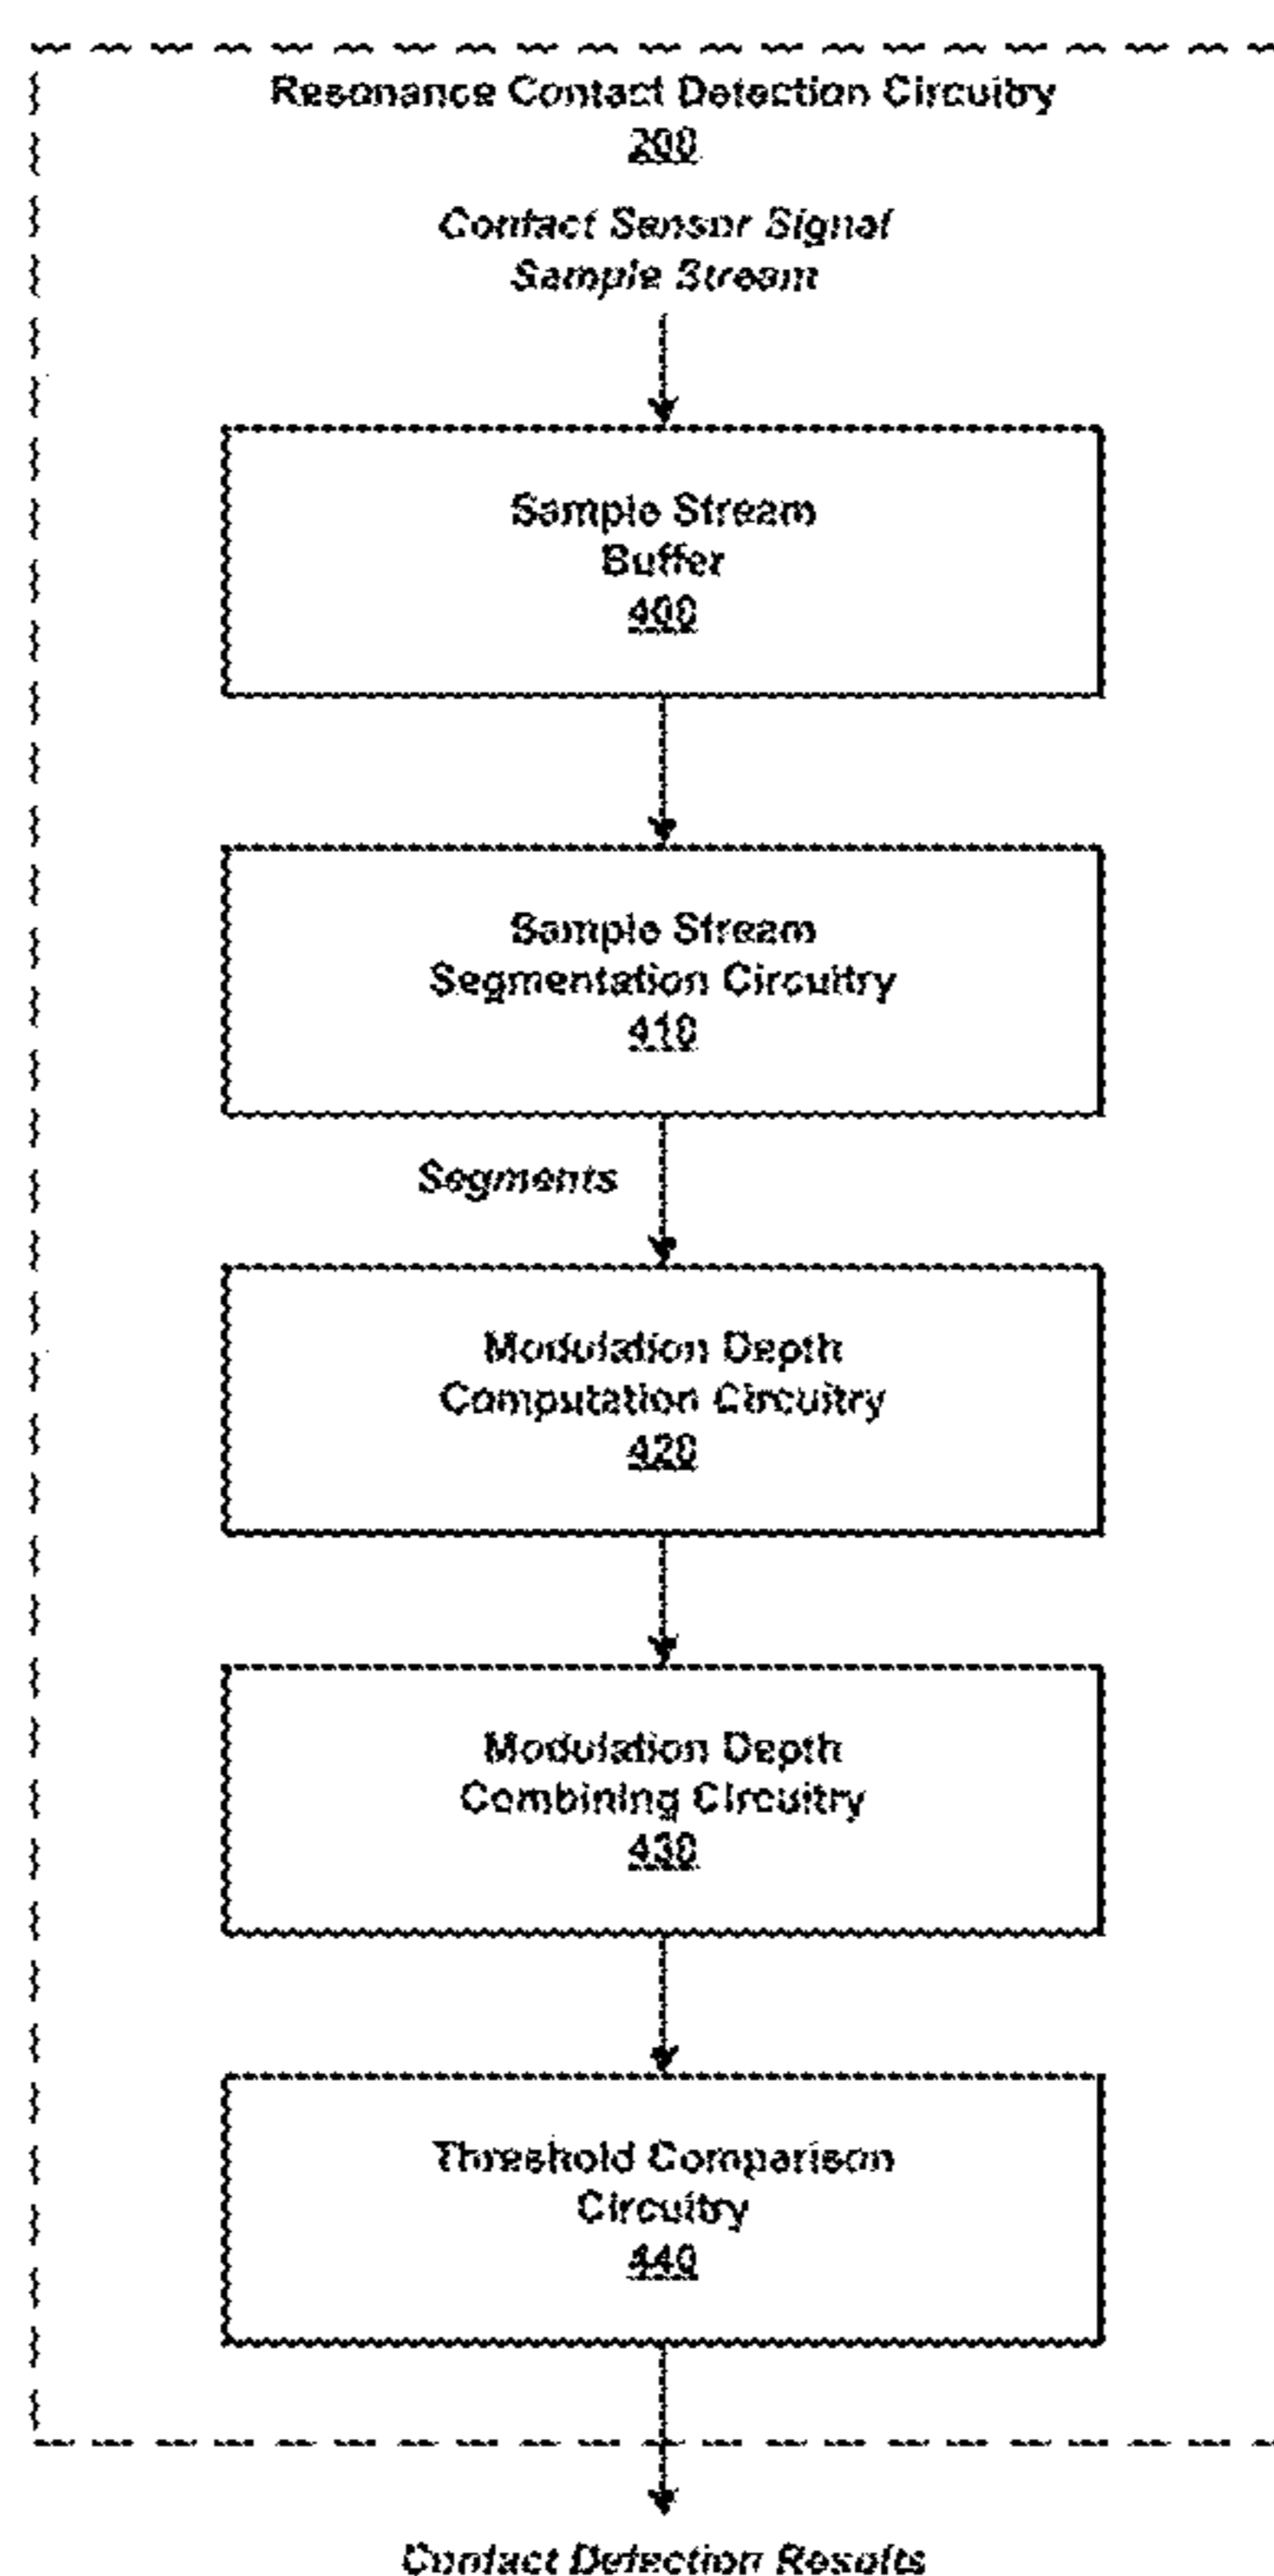 Resonance Contact Detection Circuitry
200
Contact Sensor Signal
Sample Stream
Sample Stream
Buffer
400
Sample Stream
Segmentation Circuitry
410
Segments
Modulation Depth
Computation Circuitry
420
Modulation Depth
Combining Circuitry
430
Threshold Comparison
Circuitry
440
Contact Detection Results